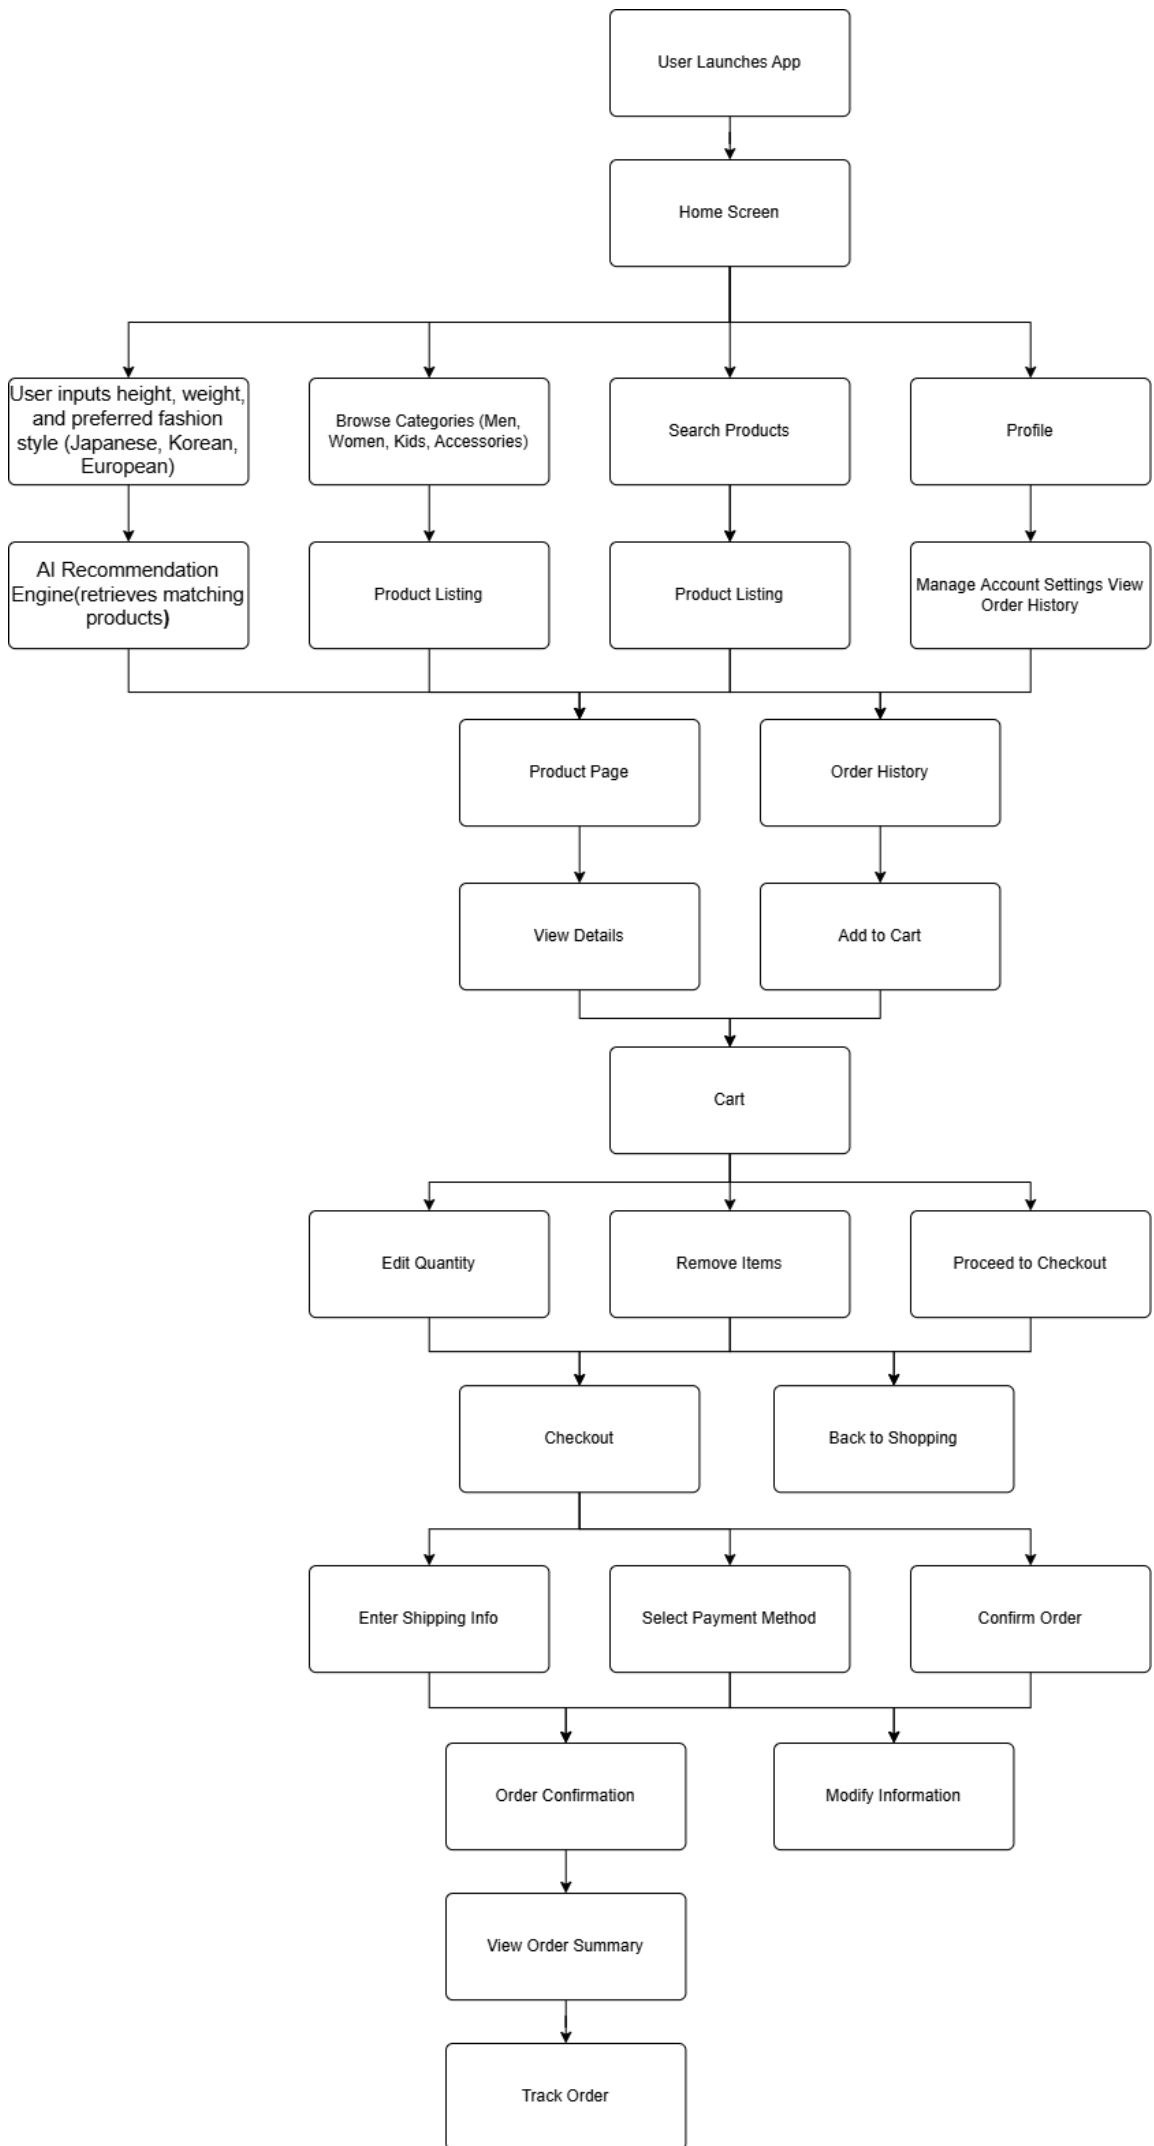 User Launches App
Home Screen
User inputs height, weight,
and preferred fashion
style (Japanese, Korean,
European)
Browse Categories (Men,
Women, Kids, Accessories)
Search Products
Profile
AI Recommendation
Engine(retrieves matching
products)
Product Listing
Product Listing
Manage Account Settings View
Order History
Product Page
Order History
View Details
Add to Cart
Cart
Edit Quantity
Remove Items
Proceed to Checkout
Checkout
Back to Shopping
Enter Shipping Info
Select Payment Method
Confirm Order
Order Confirmation
Modify Information
View Order Summary
Track Order